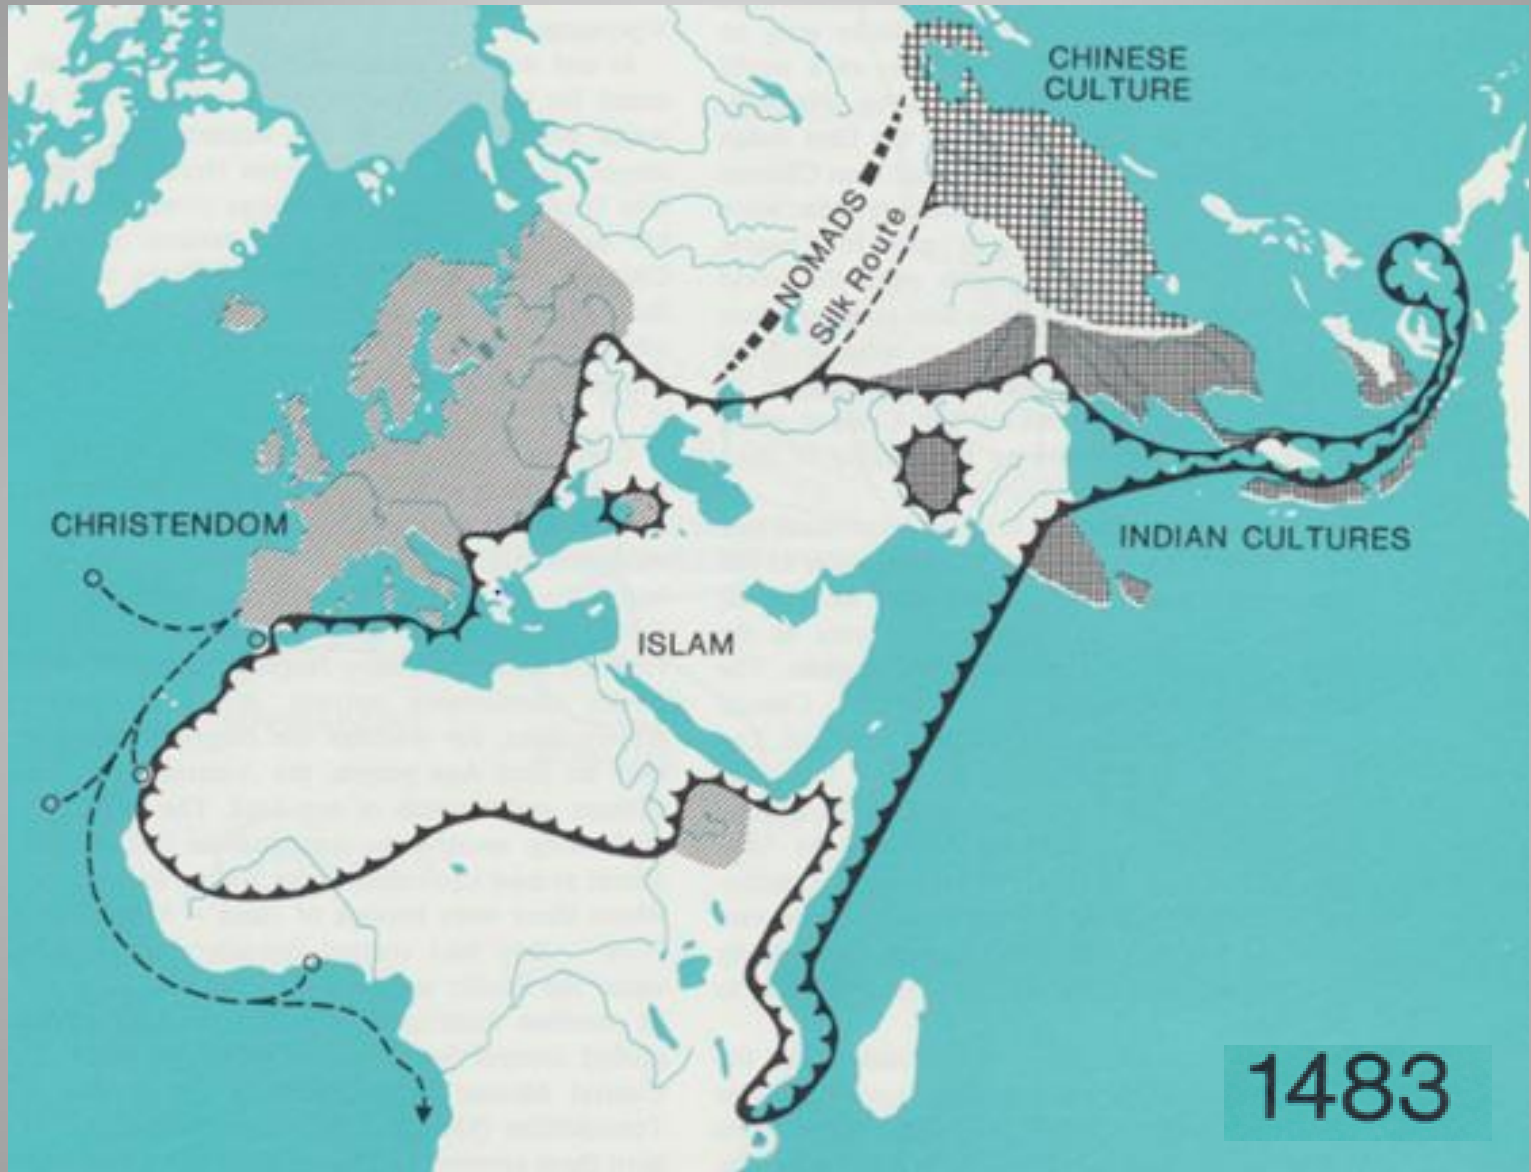 CHINESE
CULTURE
NOMADS
Silk Route
CHRISTENDOM
INDIAN CULTURES
ISLAM
1483